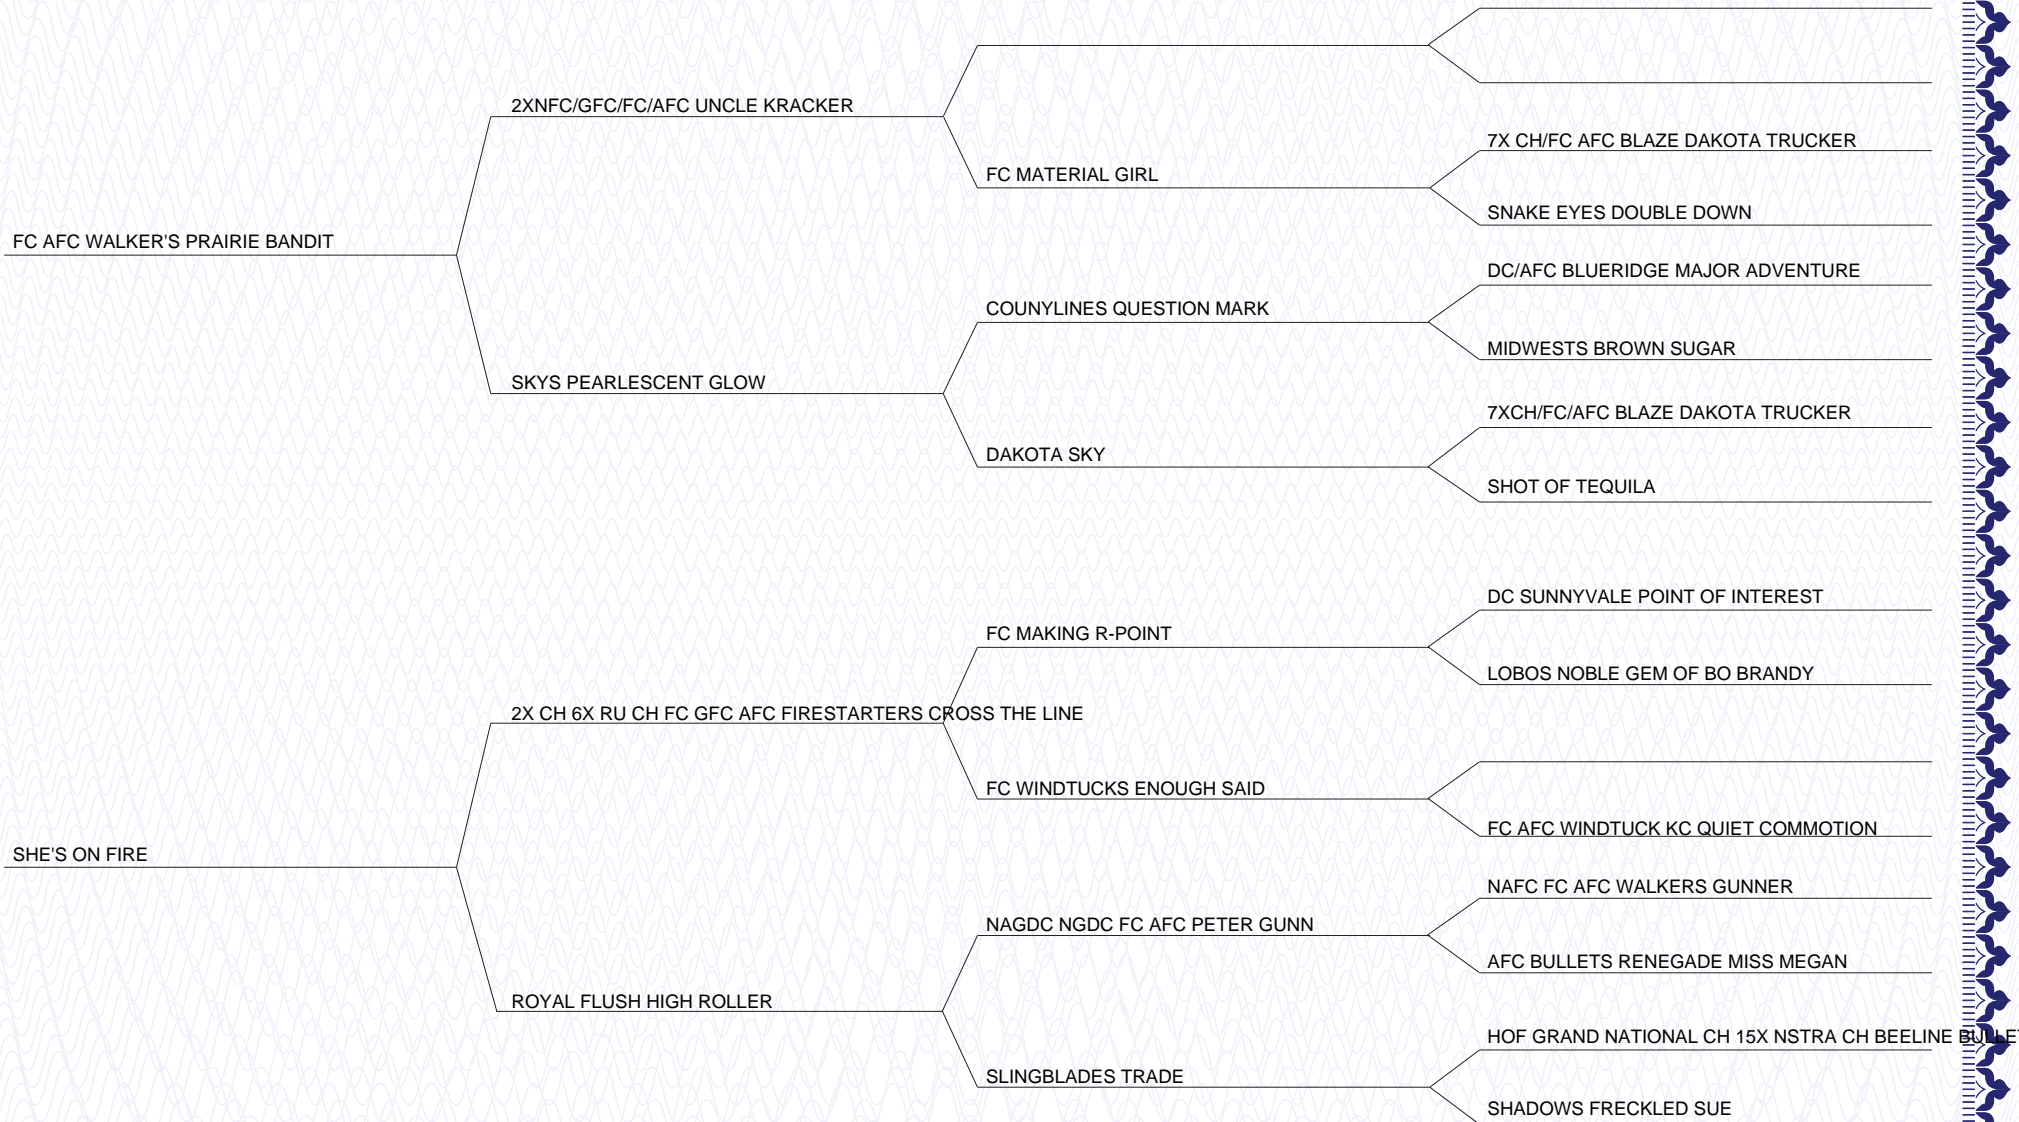 2XNFC/GFC/FC/AFC UNCLE KRACKER
7X CH/FC AFC BLAZE DAKOTA TRUCKER
FC MATERIAL GIRL
SNAKE EYES DOUBLE DOWN
FC AFC WALKER'S PRAIRIE BANDIT
DC/AFC BLUERIDGE MAJOR ADVENTURE
COUNYLINES QUESTION MARK
MIDWESTS BROWN SUGAR
SKYS PEARLESCENT GLOW
7XCH/FC/AFC BLAZE DAKOTA TRUCKER
DAKOTA SKY
SHOT OF TEQUILA
DC SUNNYVALE POINT OF INTEREST
FC MAKING R-POINT
LOBOS NOBLE GEM OF BO BRANDY
2X CH 6X RU CH FC GFC AFC FIRESTARTERS CROSS THE LINE
FC WINDTUCKS ENOUGH SAID
FC AFC WINDTUCK KC QUIET COMMOTION
SHE'S ON FIRE
NAFC FC AFC WALKERS GUNNER
NAGDC NGDC FC AFC PETER GUNN
AFC BULLETS RENEGADE MISS MEGAN
ROYAL FLUSH HIGH ROLLER
HOF GRAND NATIONAL CH 15X NSTRA CH BEELINE BULLET
SLINGBLADES TRADE
SHADOWS FRECKLED SUE